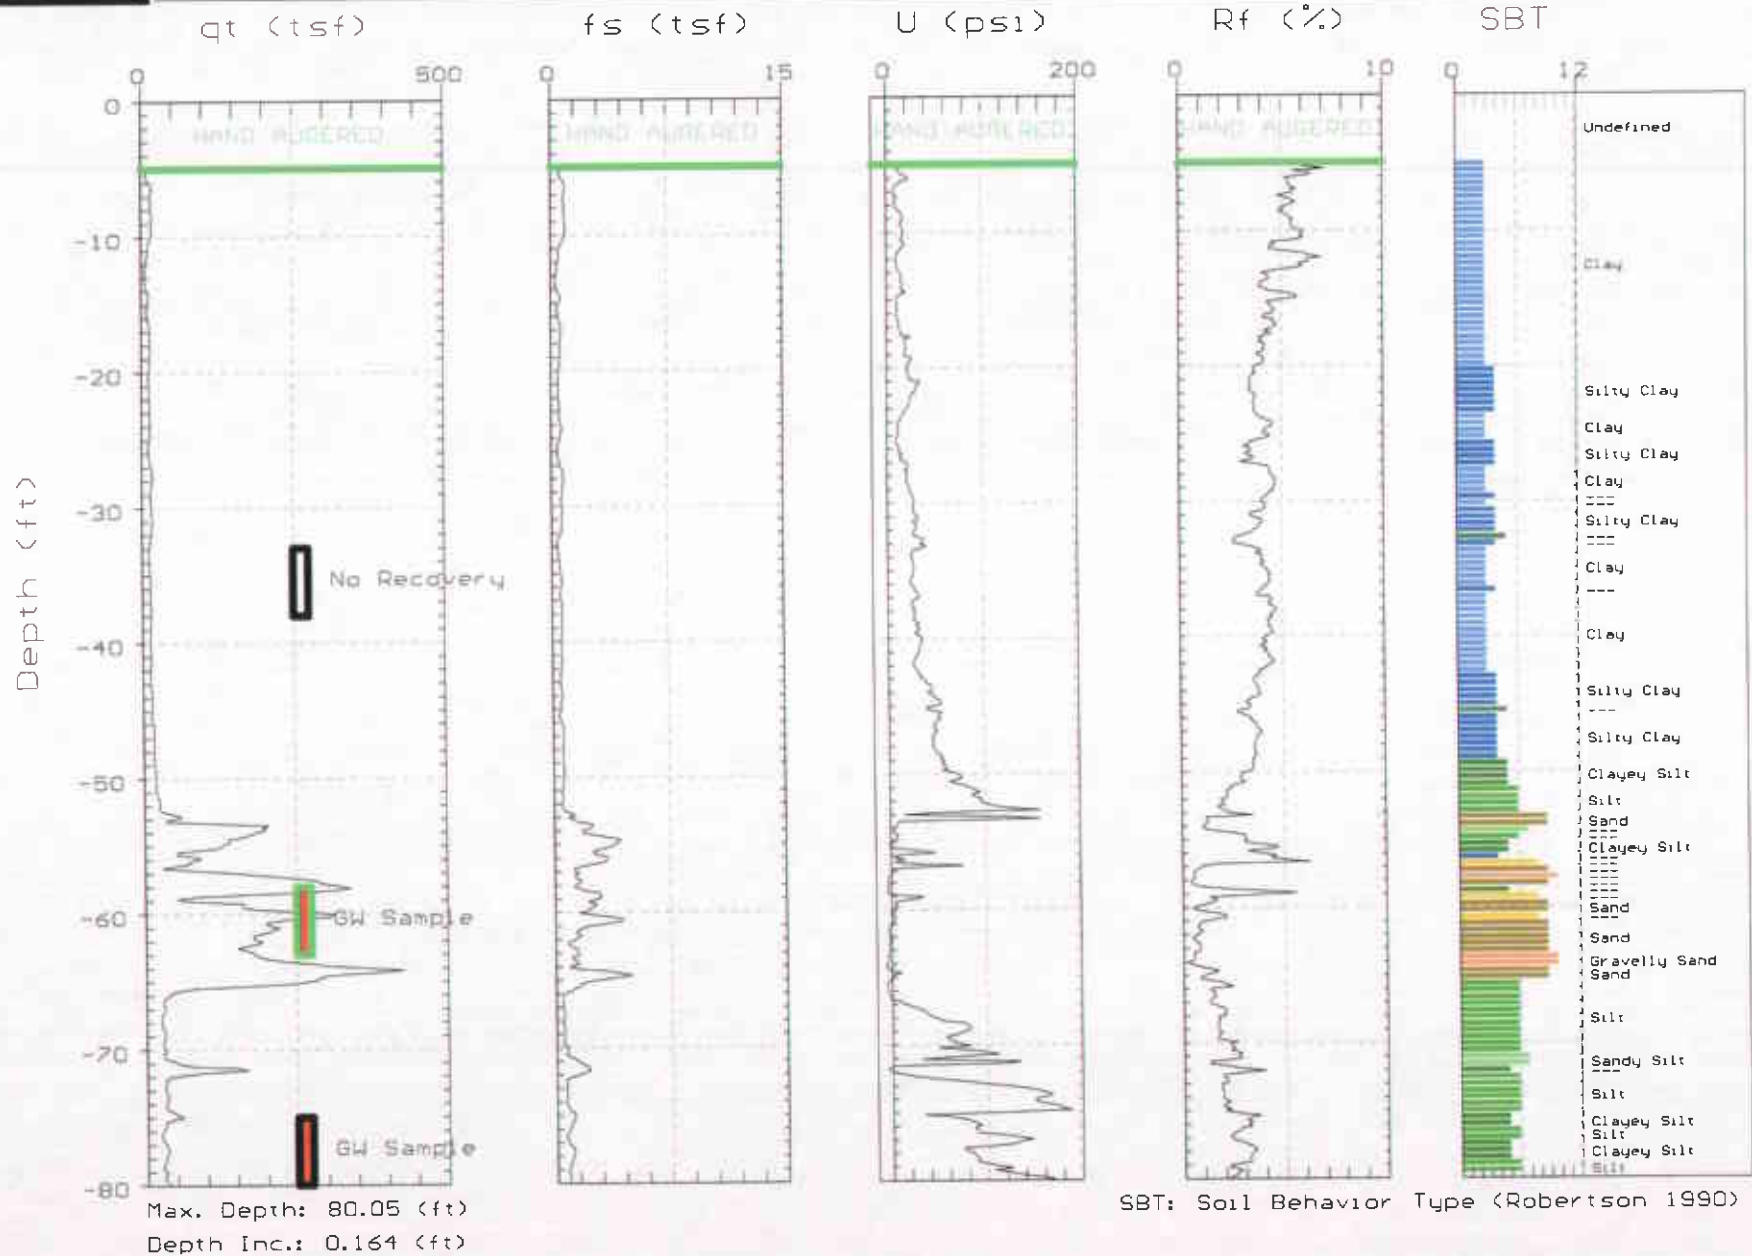 qt (tsf)
fs (tsf)
U (psi)
Rf (%)
SBT
0 500
0 15
0 200
0 10
0 12
0
HAND AUGERED
HAND AUGERED
HAND AUGERED
HAND AUGERED
Undefined
-10
Clay
-20
Silty Clay
Clay
Silty Clay
Clay
---
-30
Silty Clay
---
No Recovery
Clay
---
Depth (ft)
-40
Clay
Silty Clay
---
Silty Clay
-50
Clayey Silt
Silt
Sand
---
Clayey Silt
---
-60
GW Sample
Sand
---
Sand
Gravelly Sand
Sand
Silt
-70
Sandy Silt
---
Silt
GW Sample
Clayey Silt
Silt
Clayey Silt
Silt
-80
Max. Depth: 80.05 (ft)
Depth Inc.: 0.164 (ft)
SBT: Soil Behavior Type (Robertson 1990)